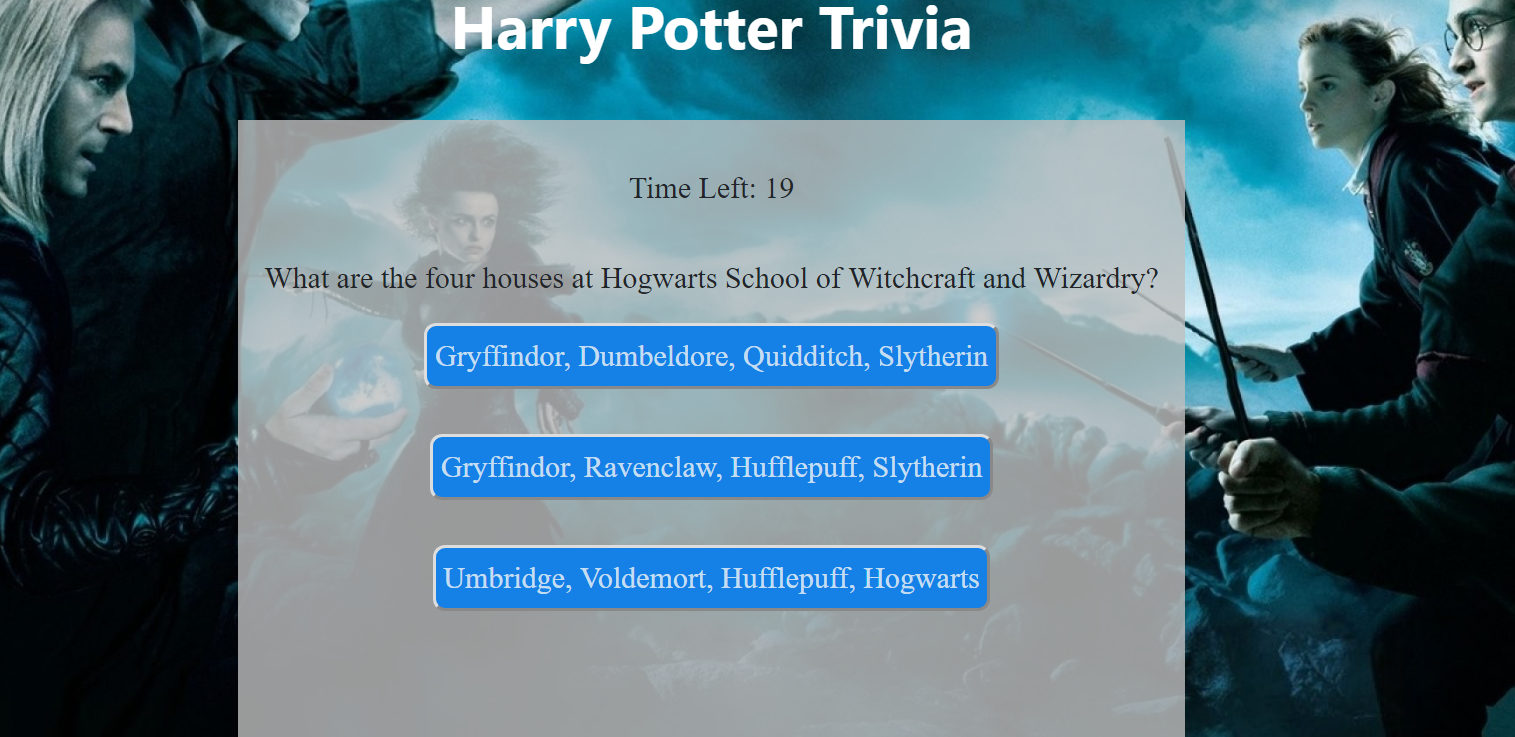 Harry Potter Trivia
Time Left: 19
What are the four houses at Hogwarts School of Witchcraft and Wizardry?
Gryffindor, Dumbeldore, Quidditch, Slytherin
Gryffindor, Ravenclaw, Hufflepuff, Slytherin
Umbridge, Voldemort, Hufflepuff, Hogwarts